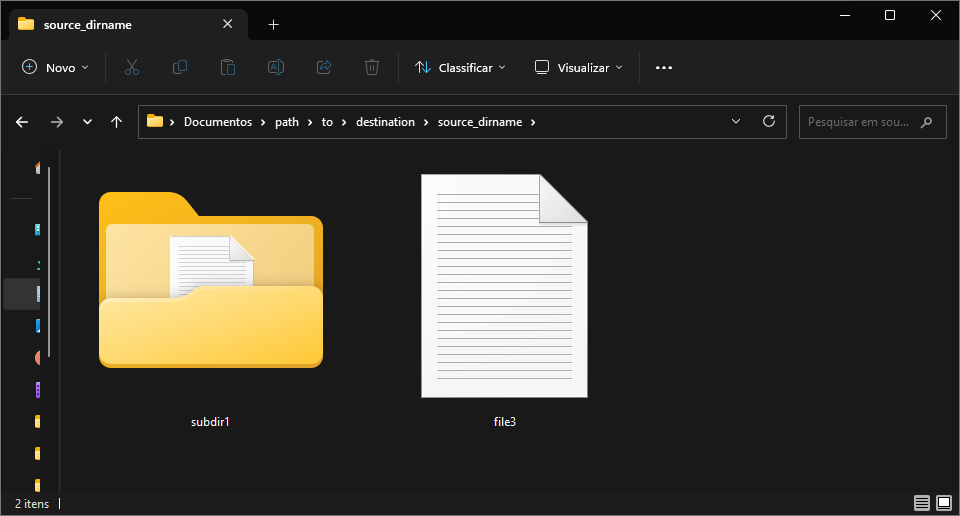 source_dirname
Novo
Classificar
Visualizar
Documentos path to destination source_dirname
Pesquisar em sou...
subdir1
file3
2 itens